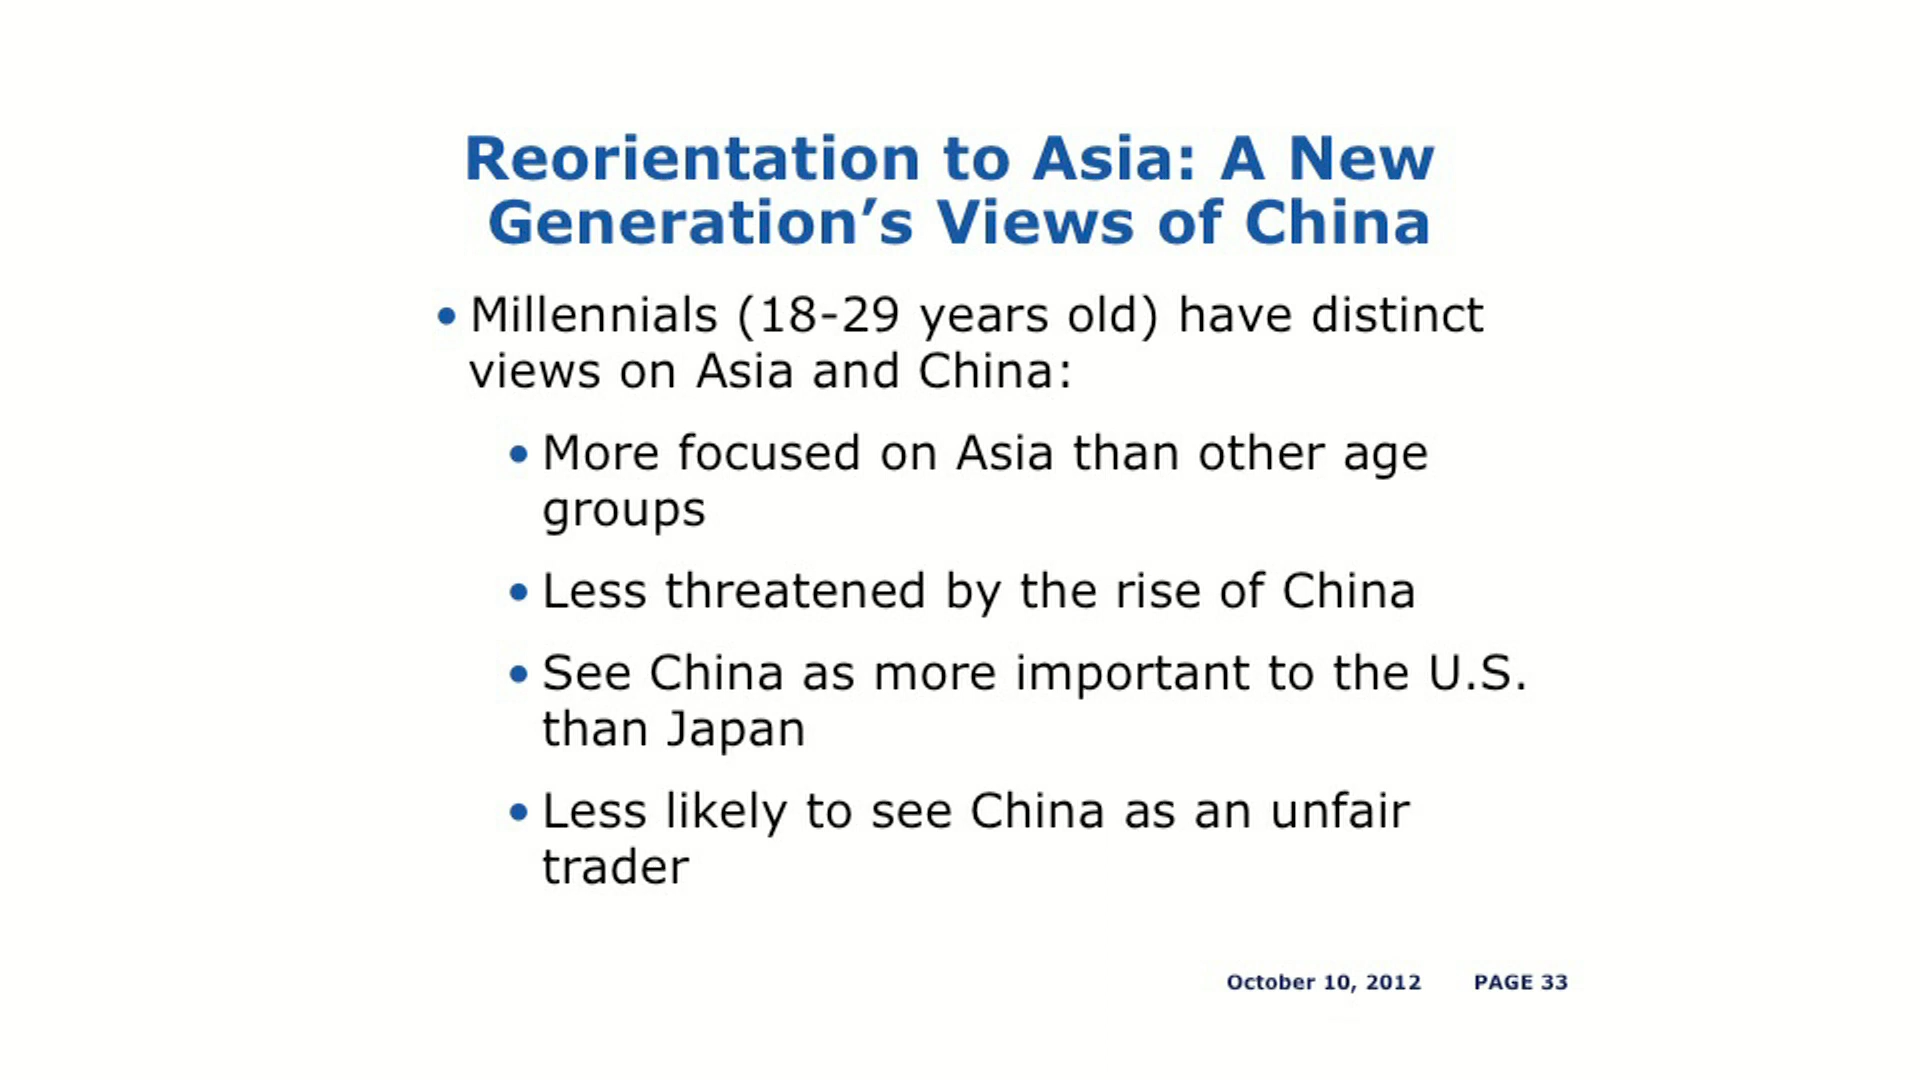 Reorientation to Asia: A New
Generation’s Views of China
• Millennials (18-29 years old) have distinct
views on Asia and China:
• More focused on Asia than other age
groups
• Less threatened by the rise of China
• See China as more important to the U.S.
than Japan
• Less likely to see China as an unfair
trader
October 10, 2012 PAGE 33